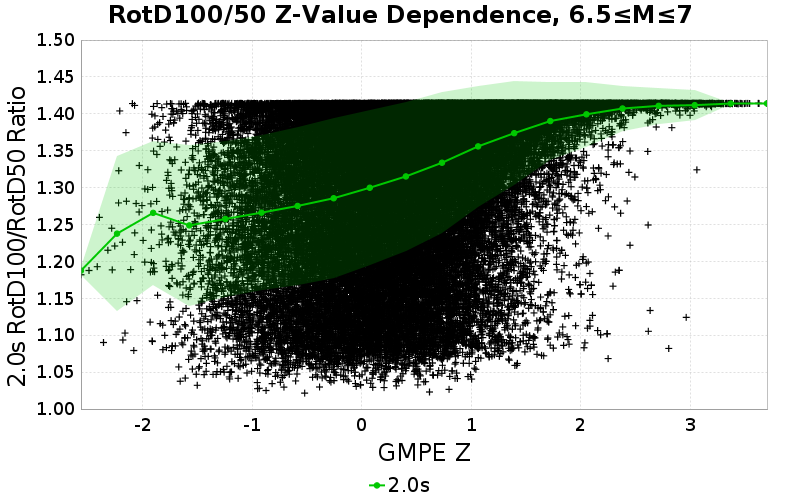 RotD100/50 Z-Value Dependence, 6.5≤M≤7
2.0s RotD100/RotD50 Ratio
1.50
1.45
1.40
1.35
1.30
1.25
1.20
1.15
1.10
1.05
1.00
-2 -1 0 1 2 3
GMPE Z
2.0s